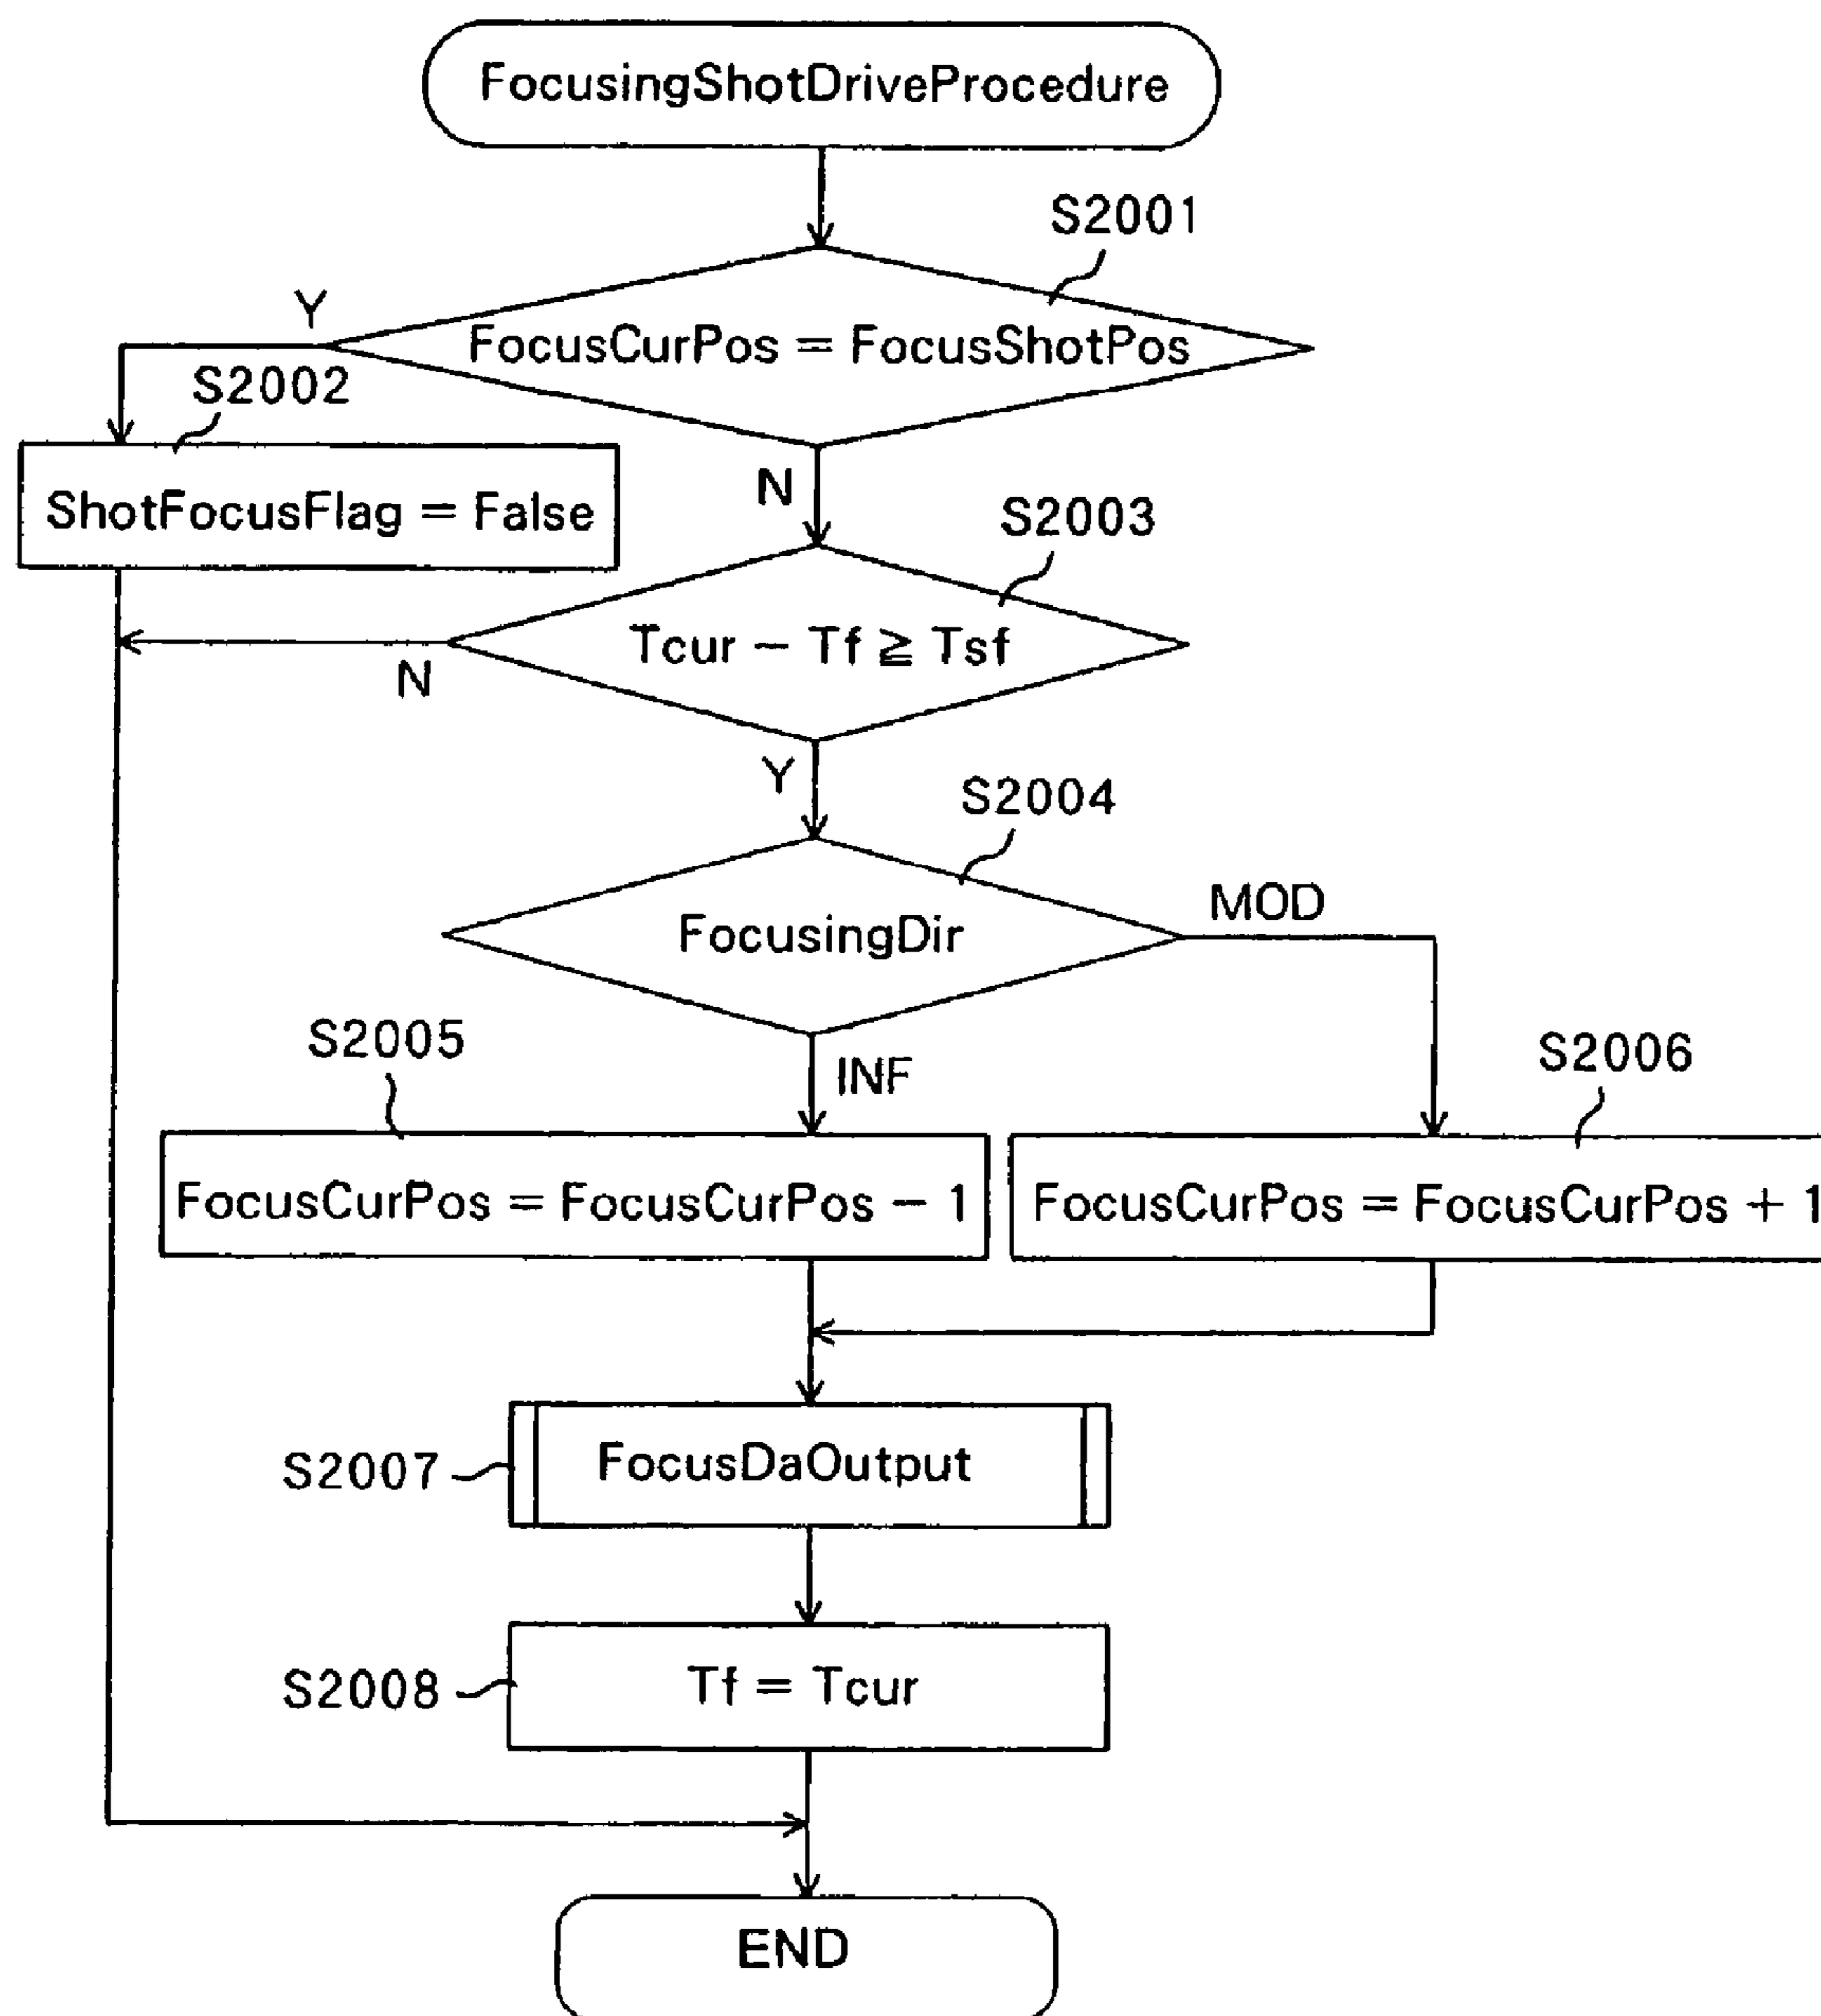 FocusingShotDriveProcedure
S2001
Y
FocusCurPos = FocusShotPos
S2002
ShotFocusFlag = False
N
S2003
Tcur − Tf ≧ Tsf
N
Y
S2004
FocusingDir
MOD
S2005
INF
S2006
FocusCurPos = FocusCurPos − 1
FocusCurPos = FocusCurPos + 1
S2007
FocusDaOutput
S2008
Tf = Tcur
END